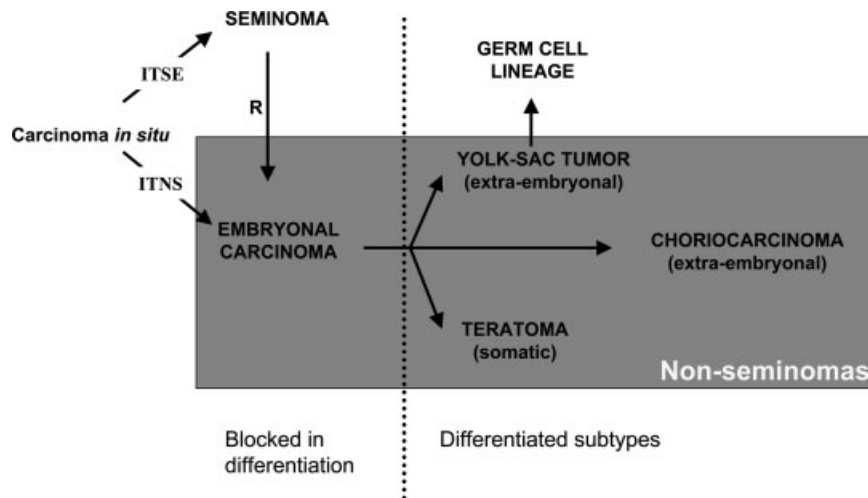 SEMINOMA
GERM CELL
LINEAGE
ITSE
R
Carcinoma in situ
ITNS
YOLK-SAC TUMOR
(extra-embryonal)
EMBRYONAL
CARCINOMA
CHORIOCARCINOMA
(extra-embryonal)
TERATOMA
(somatic)
Non-seminomas
Blocked in
differentiation
Differentiated subtypes